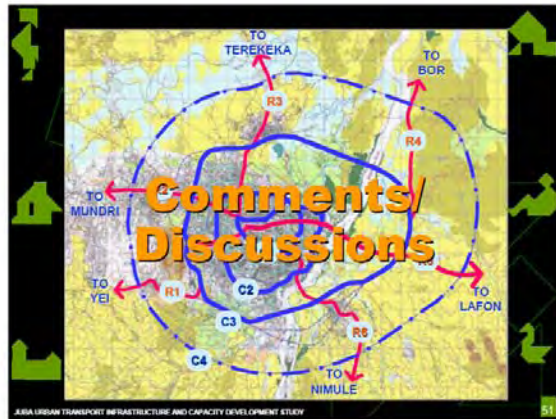 TO
TEREKEKA
TO
BOR
R3
R4
TO
MUNDRI
Comments/
Discussions
TO
YEI
R1
C2
TO
LAFON
C3
R6
C4
TO
NIMULE
JUBA URBAN TRANSPORT INFRASTRUCTURE AND CAPACITY DEVELOPMENT STUDY
51